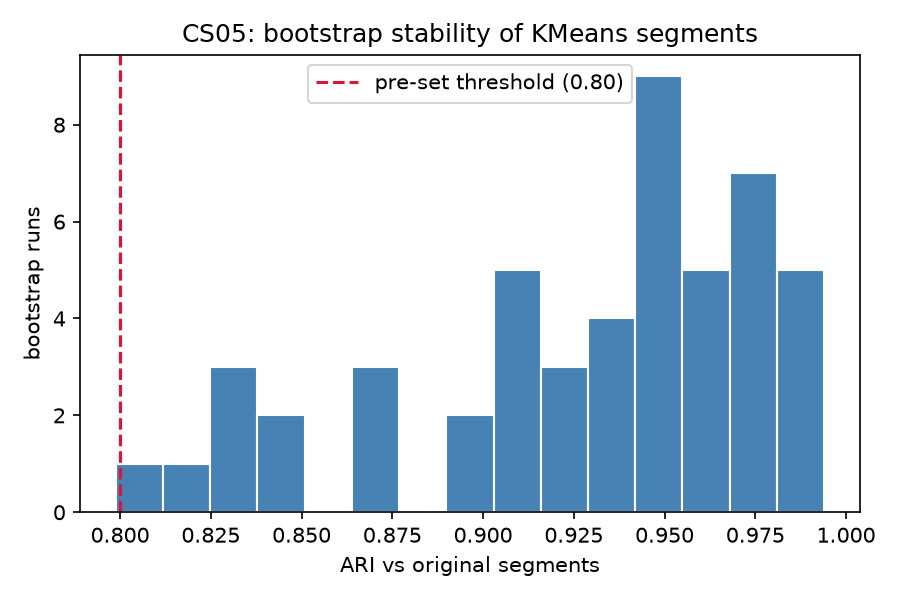 CS05: bootstrap stability of KMeans segments
pre-set threshold (0.80)
8
6
4
2
0
bootstrap runs
0.800 0.825 0.850 0.875 0.900 0.925 0.950 0.975 1.000
ARI vs original segments